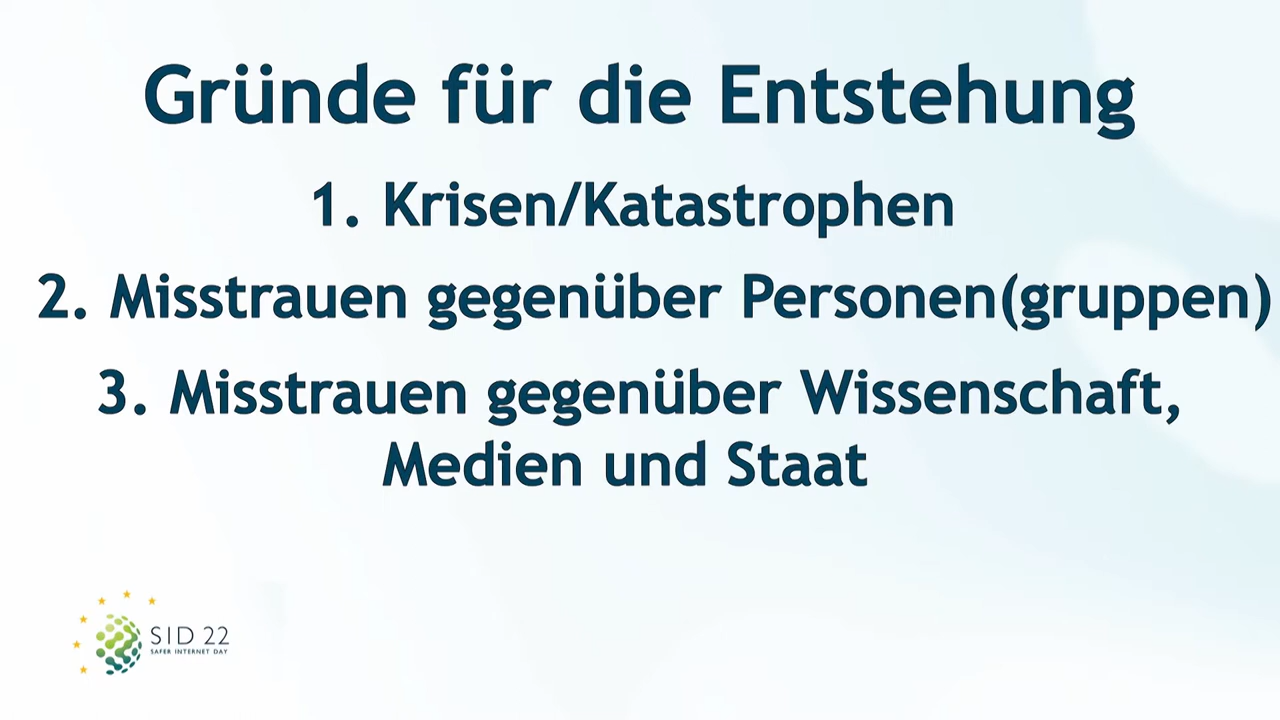 Gründe für die Entstehung
1. Krisen/Katastrophen
2. Misstrauen gegenüber Personen(gruppen)
3. Misstrauen gegenüber Wissenschaft,
Medien und Staat
SID 22
SAFER INTERNET DAY